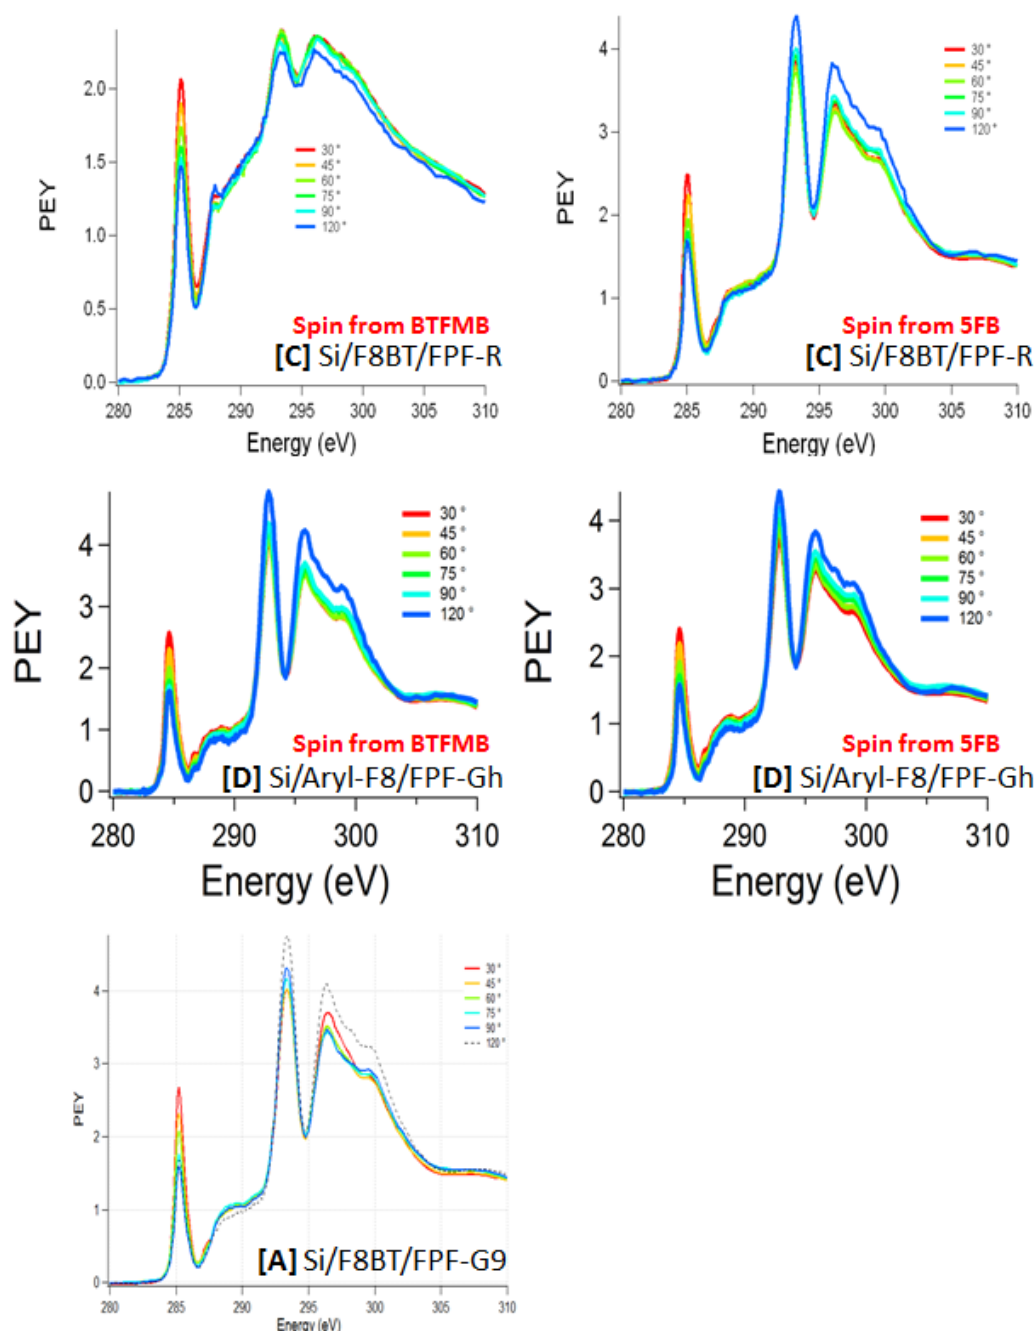 PEY
2.0
1.5
1.0
0.5
0.0
30 °
45 °
60 °
75 °
90 °
120 °
Spin from BTFMB
[C] Si/F8BT/FPF-R
280 285 290 295 300 305 310
Energy (eV)
PEY
4
3
2
1
0
30 °
45 °
60 °
75 °
90 °
120 °
Spin from 5FB
[C] Si/F8BT/FPF-R
280 285 290 295 300 305 310
Energy (eV)
PEY
4
3
2
1
0
30 °
45 °
60 °
75 °
90 °
120 °
Spin from BTFMB
[D] Si/Aryl-F8/FPF-Gh
280 290 300 310
Energy (eV)
PEY
4
3
2
1
0
30 °
45 °
60 °
75 °
90 °
120 °
Spin from 5FB
[D] Si/Aryl-F8/FPF-Gh
280 290 300 310
Energy (eV)
PEY
4
3
2
1
0
30 °
45 °
60 °
75 °
90 °
120 °
[A] Si/F8BT/FPF-G9
280 285 290 295 300 305 310
Energy (eV)